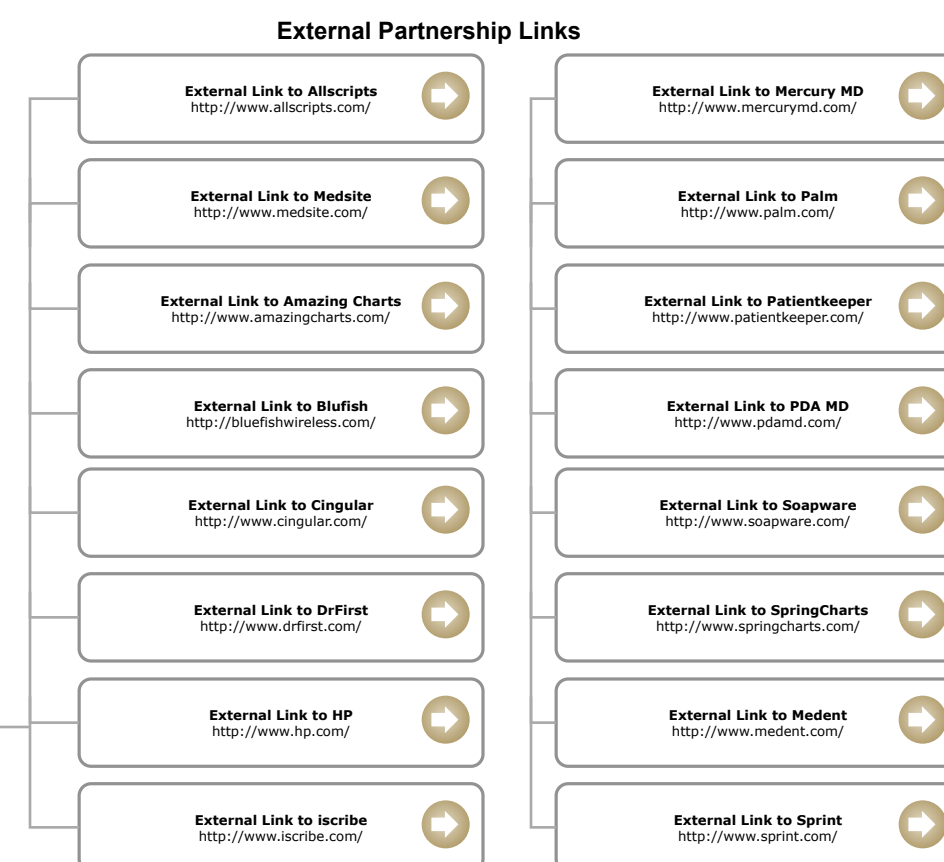 External Partnership Links
External Link to Allscripts
http://www.allscripts.com/
External Link to Medsite
http://www.medsite.com/
External Link to Amazing Charts
http://www.amazingcharts.com/
External Link to Blufish
http://bluefishwireless.com/
External Link to Cingular
http://www.cingular.com/
External Link to DrFirst
http://www.drfirst.com/
External Link to HP
http://www.hp.com/
External Link to iscribe
http://www.iscribe.com/
External Link to Mercury MD
http://www.mercurymd.com/
External Link to Palm
http://www.palm.com/
External Link to Patientkeeper
http://www.patientkeeper.com/
External Link to PDA MD
http://www.pdamd.com/
External Link to Soapware
http://www.soapware.com/
External Link to SpringCharts
http://www.springcharts.com/
External Link to Medent
http://www.medent.com/
External Link to Sprint
http://www.sprint.com/